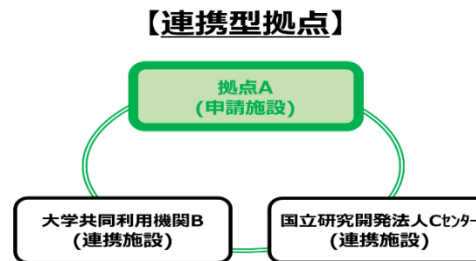 【連携型拠点】
拠点A
(申請施設)
大学共同利用機関B
(連携施設)
国立研究開発法人Cセンター
(連携施設)